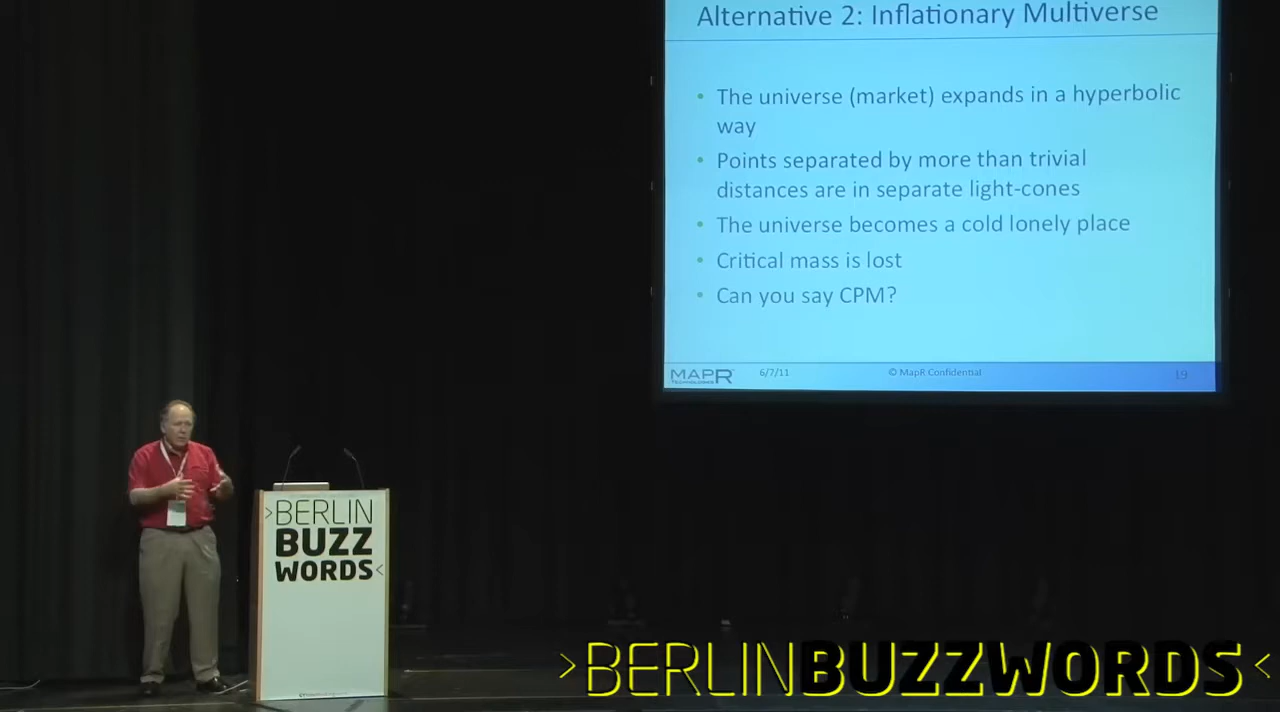 Alternative 2: Inflationary Multiverse
• The universe (market) expands in a hyperbolic
way
• Points separated by more than trivial
distances are in separate light-cones
• The universe becomes a cold lonely place
• Critical mass is lost
• Can you say CPM?
MAPR
TECHNOLOGIES
6/7/11
© MapR Confidential
19
>BERLIN
BUZZ
WORDS<
>BERLINBUZZWORDS<